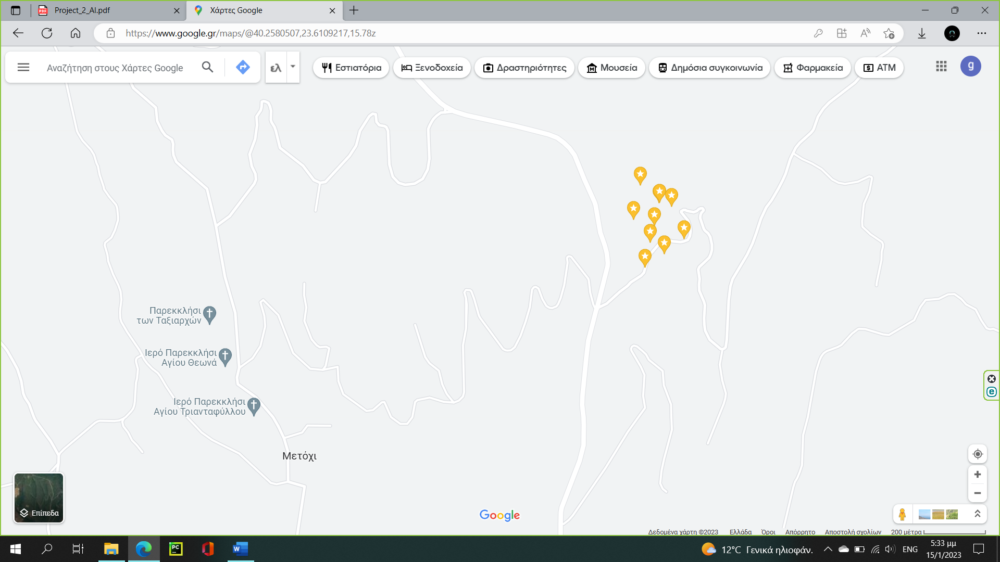 Project_2_AI.pdf
Χάρτες Google
https://www.google.gr/maps/@40.2580507,23.6109217,15.78z
Αναζήτηση στους Χάρτες Google
ελ
Εστιατόρια
Ξενοδοχεία
Δραστηριότητες
Μουσεία
Δημόσια συγκοινωνία
Φαρμακεία
ATM
g
Παρεκκλήσι
των Ταξιαρχών
Ιερό Παρεκκλήσι
Αγίου Θεωνά
Ιερό Παρεκκλήσι
Αγίου Τριανταφύλλου
Μετόχι
Επίπεδα
Google
Δεδομένα χάρτη ©2023 Ελλάδα Όροι Απόρρητο Αποστολή σχολίων 200 μέτρα
12°C Γενικά ηλιοφάν.
ENG
5:33 μμ
15/1/2023